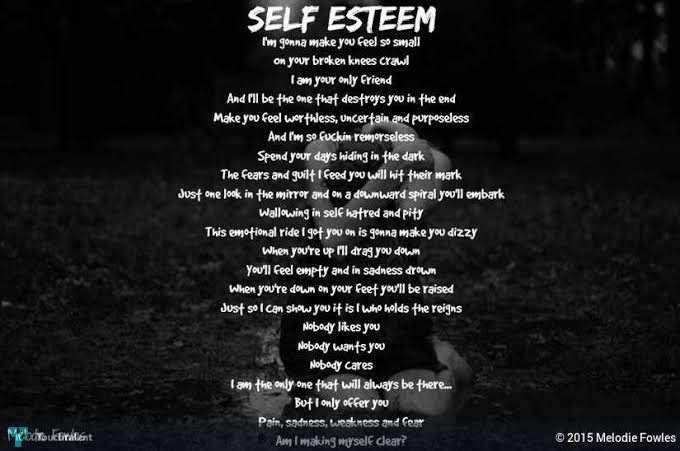 SELF ESTEEM
I'm gonna make you feel so small
on your broken knees crawl
I am your only friend
And I'll be the one that destroys you in the end
Make you feel worthless, uncertain and purposeless
And I'm so fuckin remorseless
Spend your days hiding in the dark
The fears and guilt I feed you will hit their mark
Just one look in the mirror and on a downward spiral you'll embark
Wallowing in self hatred and pity
This emotional ride I got you on is gonna make you dizzy
When you're up I'll drag you down
You'll feel empty and in sadness drown
When you're down on your feet you'll be raised
Just so I can show you it is I who holds the reigns
Nobody likes you
Nobody wants you
Nobody cares
I am the only one that will always be there...
But I only offer you
Pain, sadness, weakness and fear
Am I making myself clear?
Melodie Fowles
© 2015 Melodie Fowles